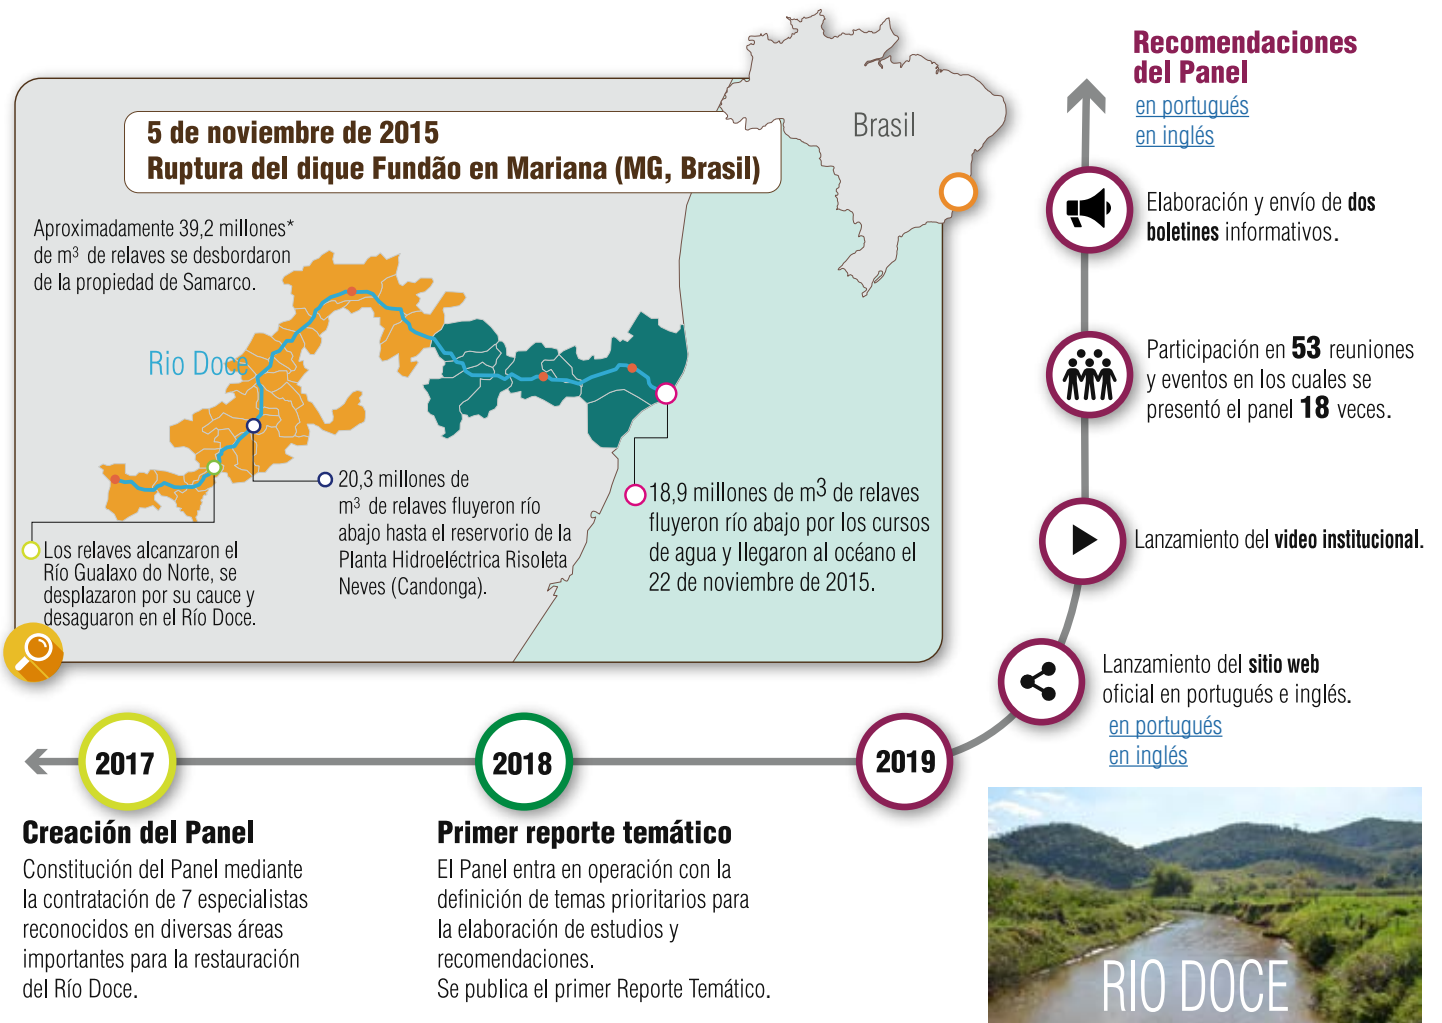 5 de noviembre de 2015
Ruptura del dique Fundão en Mariana (MG, Brasil)
Brasil
Aproximadamente 39,2 millones*
de m³ de relaves se desbordaron
de la propiedad de Samarco.
Rio Doce
Los relaves alcanzaron el
Río Gualaxo do Norte, se
desplazaron por su cauce y
desaguaron en el Río Doce.
20,3 millones de
m³ de relaves fluyeron río
abajo hasta el reservorio de la
Planta Hidroeléctrica Risoleta
Neves (Candonga).
18,9 millones de m³ de relaves
fluyeron río abajo por los cursos
de agua y llegaron al océano el
22 de noviembre de 2015.
2017
Creación del Panel
Constitución del Panel mediante
la contratación de 7 especialistas
reconocidos en diversas áreas
importantes para la restauración
del Río Doce.
2018
Primer reporte temático
El Panel entra en operación con la
definición de temas prioritarios para
la elaboración de estudios y
recomendaciones.
Se publica el primer Reporte Temático.
2019
Recomendaciones
del Panel
en portugués
en inglés
Elaboración y envío de dos
boletines informativos.
Participación en 53 reuniones
y eventos en los cuales se
presentó el panel 18 veces.
Lanzamiento del video institucional.
Lanzamiento del sitio web
oficial en portugués e inglés.
en portugués
en inglés
RIO DOCE